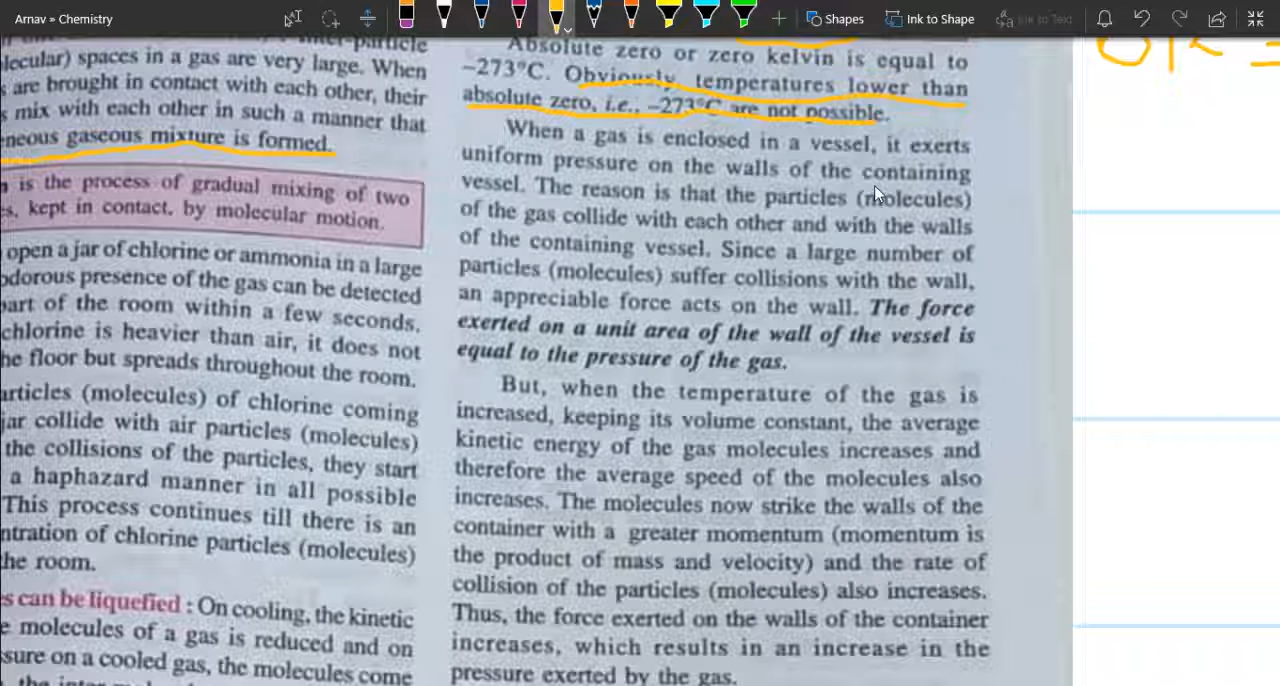 Arnav » Chemistry
Shapes
Ink to Shape
Ink to Text
inter-particle
lecular) spaces in a gas are very large. When
are brought in contact with each other, their
s mix with each other in such a manner that
eneous gaseous mixture is formed.
n is the process of gradual mixing of two
es, kept in contact, by molecular motion.
open a jar of chlorine or ammonia in a large
odorous presence of the gas can be detected
part of the room within a few seconds.
chlorine is heavier than air, it does not
he floor but spreads throughout the room.
articles (molecules) of chlorine coming
jar collide with air particles (molecules)
the collisions of the particles, they start
a haphazard manner in all possible
This process continues till there is an
ntration of chlorine particles (molecules)
he room.
s can be liquefied : On cooling, the kinetic
e molecules of a gas is reduced and on
sure on a cooled gas, the molecules come
Absolute zero or zero kelvin is equal to
−273°C. Obviously, temperatures lower than
absolute zero, i.e., −273°C are not possible.
When a gas is enclosed in a vessel, it exerts
uniform pressure on the walls of the containing
vessel. The reason is that the particles (molecules)
of the gas collide with each other and with the walls
of the containing vessel. Since a large number of
particles (molecules) suffer collisions with the wall,
an appreciable force acts on the wall. The force
exerted on a unit area of the wall of the vessel is
equal to the pressure of the gas.
But, when the temperature of the gas is
increased, keeping its volume constant, the average
kinetic energy of the gas molecules increases and
therefore the average speed of the molecules also
increases. The molecules now strike the walls of the
container with a greater momentum (momentum is
the product of mass and velocity) and the rate of
collision of the particles (molecules) also increases.
Thus, the force exerted on the walls of the container
increases, which results in an increase in the
pressure exerted by the gas.